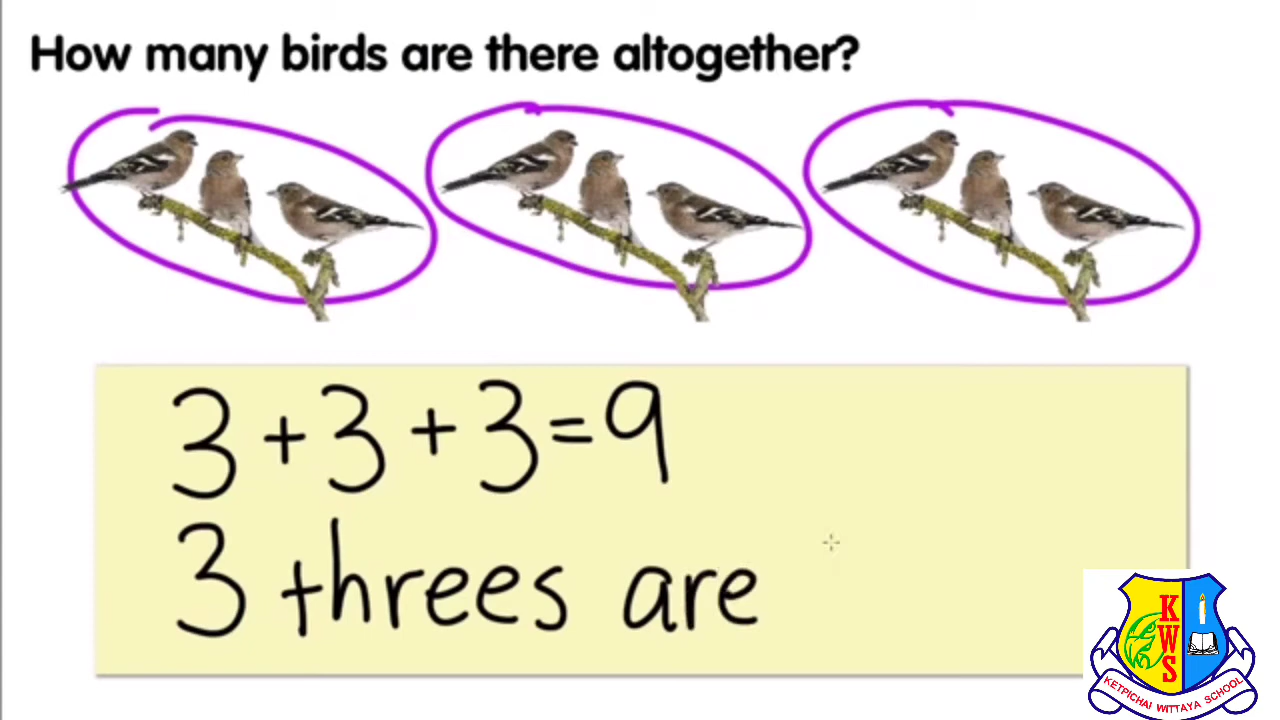 How many birds are there altogether?
3+3+3=9
3 threes are
KWS
KETPICHAI WITTAYA SCHOOL